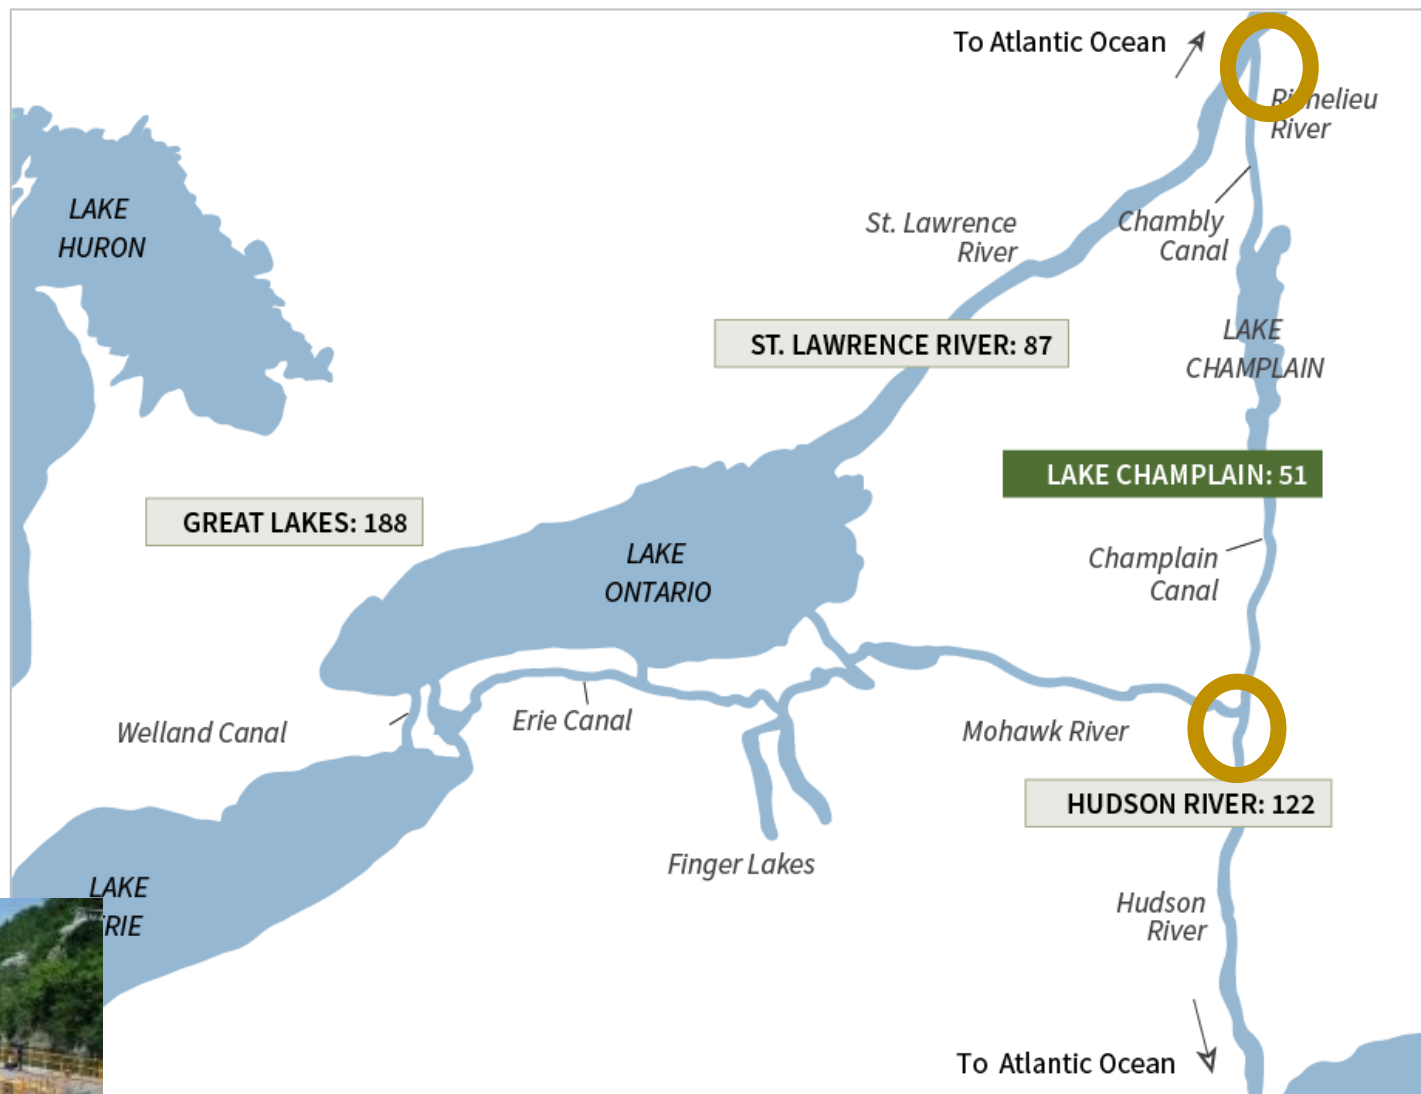 To Atlantic Ocean
Richelieu
River
LAKE
HURON
St. Lawrence
River
Chambly
Canal
LAKE
CHAMPLAIN
ST. LAWRENCE RIVER: 87
LAKE CHAMPLAIN: 51
GREAT LAKES: 188
LAKE
ONTARIO
Champlain
Canal
Welland Canal
Erie Canal
Mohawk River
HUDSON RIVER: 122
Finger Lakes
LAKE
RIE
Hudson
River
To Atlantic Ocean